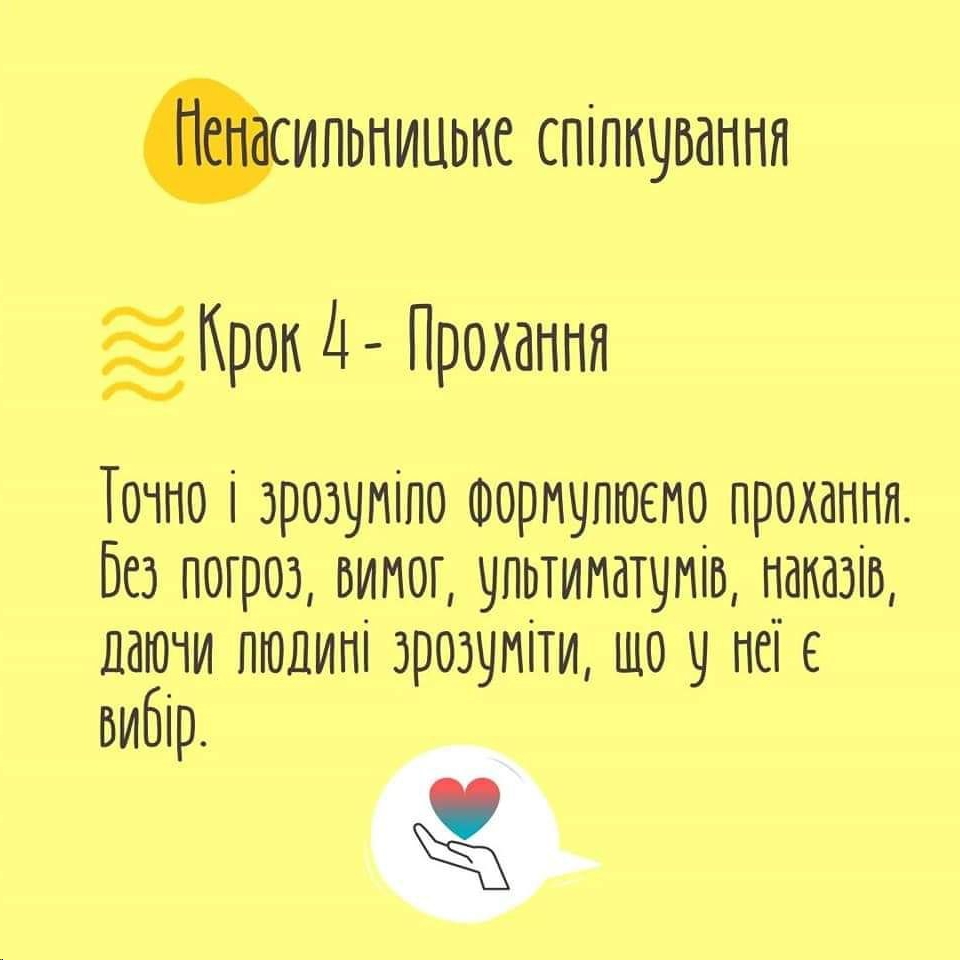 Ненасильницьке спілкування
Крок 4 - Прохання
Точно і зрозуміло формулюємо прохання.
Без погроз, вимог, ультиматумів, наказів,
даючи людині зрозуміти, що у неї є
вибір.